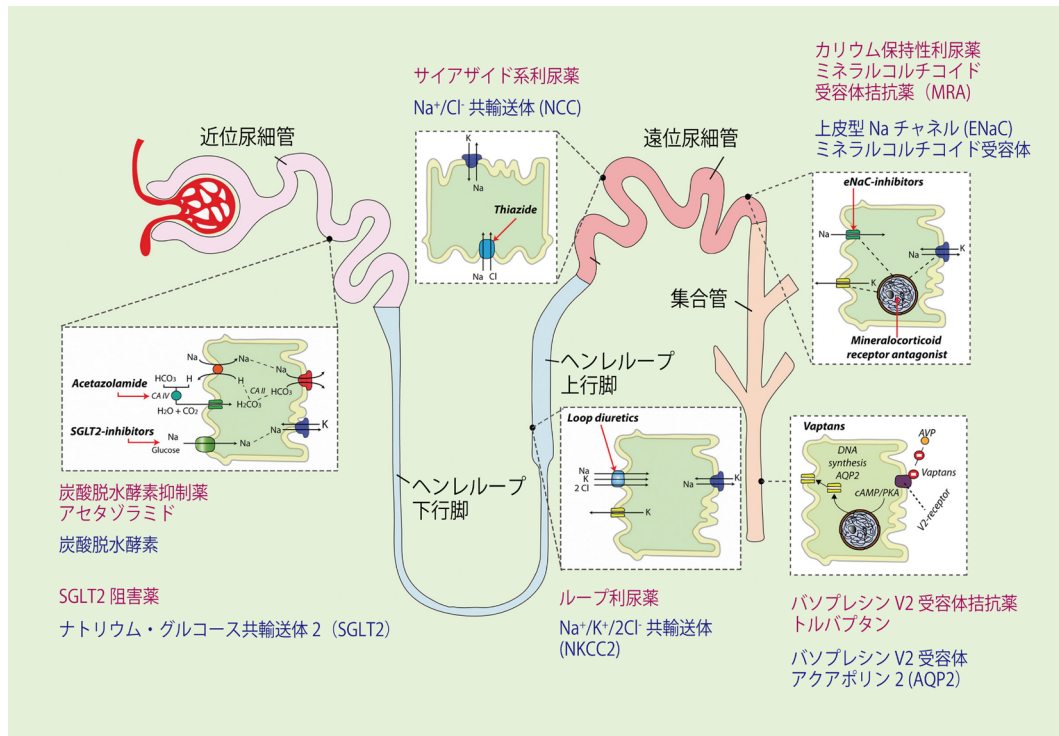 サイアザイド系利尿薬
Na⁺/Cl⁻ 共輸送体 (NCC)
K
Na
Thiazide
Na Cl
カリウム保持性利尿薬
ミネラルコルチコイド
受容体拮抗薬（MRA)
上皮型 Na チャネル (ENaC)
ミネラルコルチコイド受容体
eNaC-inhibitors
Na
K
Na
K
Mineralocorticoid
receptor antagonist
近位尿細管
遠位尿細管
集合管
ヘンレループ
上行脚
ヘンレループ
下行脚
Na
Na
Na
Acetazolamide
HCO₃ H
H
CA II
HCO₃
CA IV
H₂CO₃
H₂O + CO₂
SGLT2-inhibitors
Na
Glucose
Na
Na
K
炭酸脱水酵素抑制薬
アセタゾラミド
炭酸脱水酵素
SGLT2 阻害薬
ナトリウム・グルコース共輸送体 2（SGLT2）
Loop diuretics
Na
K
2 Cl
Na
K
K
ループ利尿薬
Na⁺/K⁺/2Cl⁻ 共輸送体
(NKCC2)
Vaptans
AVP
DNA
synthesis
AQP2
Vaptans
cAMP/PKA
V2-receptor
バソプレシン V2 受容体拮抗薬
トルバプタン
バソプレシン V2 受容体
アクアポリン 2 (AQP2）